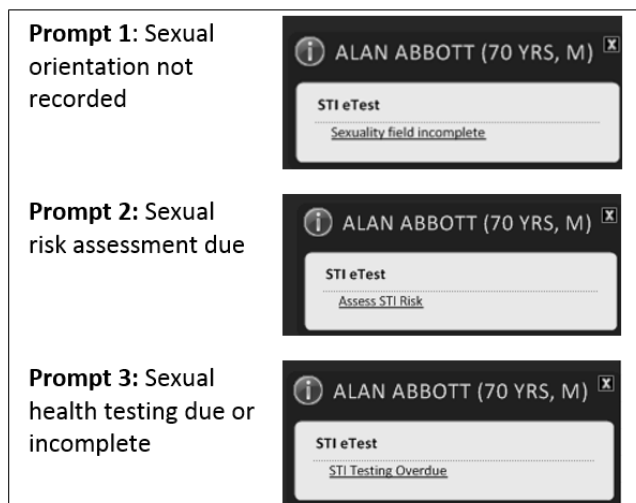 Prompt 1: Sexual
orientation not
recorded
i ALAN ABBOTT (70 YRS, M) X
STI eTest
Sexuality field incomplete
Prompt 2: Sexual
risk assessment due
i ALAN ABBOTT (70 YRS, M) X
STI eTest
Assess STI Risk
Prompt 3: Sexual
health testing due or
incomplete
i ALAN ABBOTT (70 YRS, M) X
STI eTest
STI Testing Overdue